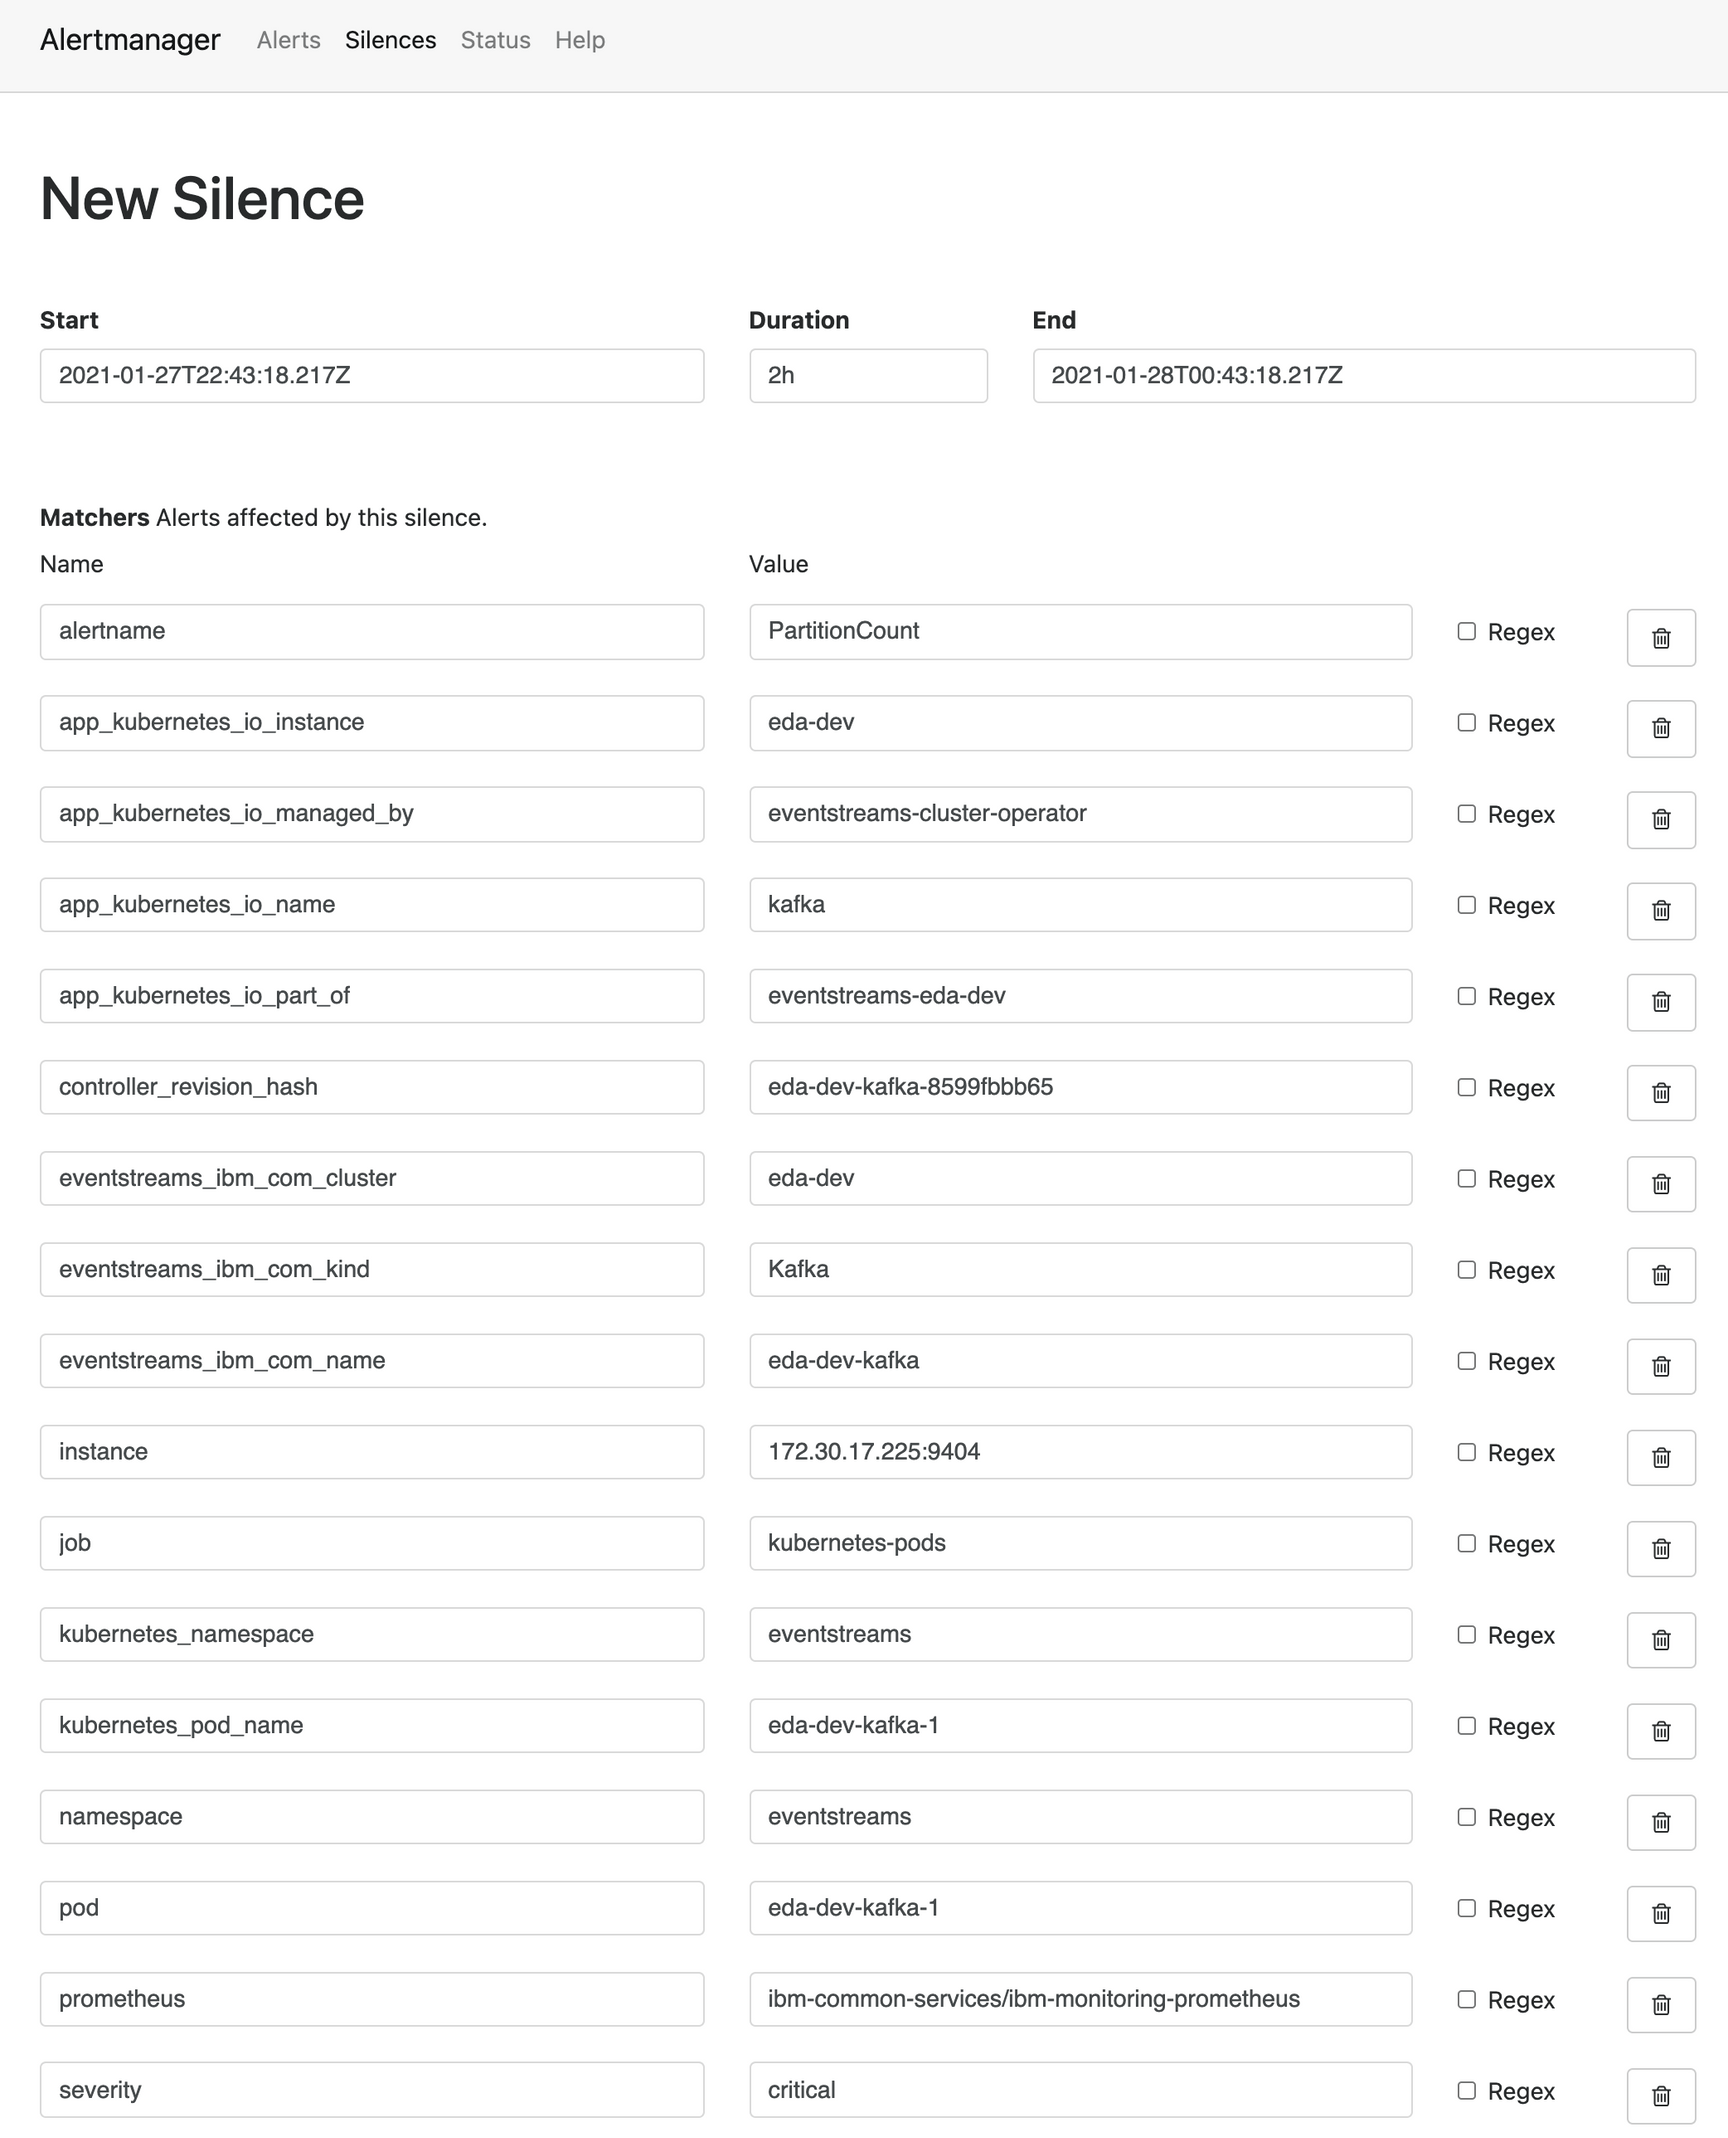 Alertmanager Alerts Silences Status Help
New Silence
Start Duration End
2021-01-27T22:43:18.217Z 2h 2021-01-28T00:43:18.217Z
Matchers Alerts affected by this silence.
Name Value
alertname PartitionCount Regex
app_kubernetes_io_instance eda-dev Regex
app_kubernetes_io_managed_by eventstreams-cluster-operator Regex
app_kubernetes_io_name kafka Regex
app_kubernetes_io_part_of eventstreams-eda-dev Regex
controller_revision_hash eda-dev-kafka-8599fbbb65 Regex
eventstreams_ibm_com_cluster eda-dev Regex
eventstreams_ibm_com_kind Kafka Regex
eventstreams_ibm_com_name eda-dev-kafka Regex
instance 172.30.17.225:9404 Regex
job kubernetes-pods Regex
kubernetes_namespace eventstreams Regex
kubernetes_pod_name eda-dev-kafka-1 Regex
namespace eventstreams Regex
pod eda-dev-kafka-1 Regex
prometheus ibm-common-services/ibm-monitoring-prometheus Regex
severity critical Regex